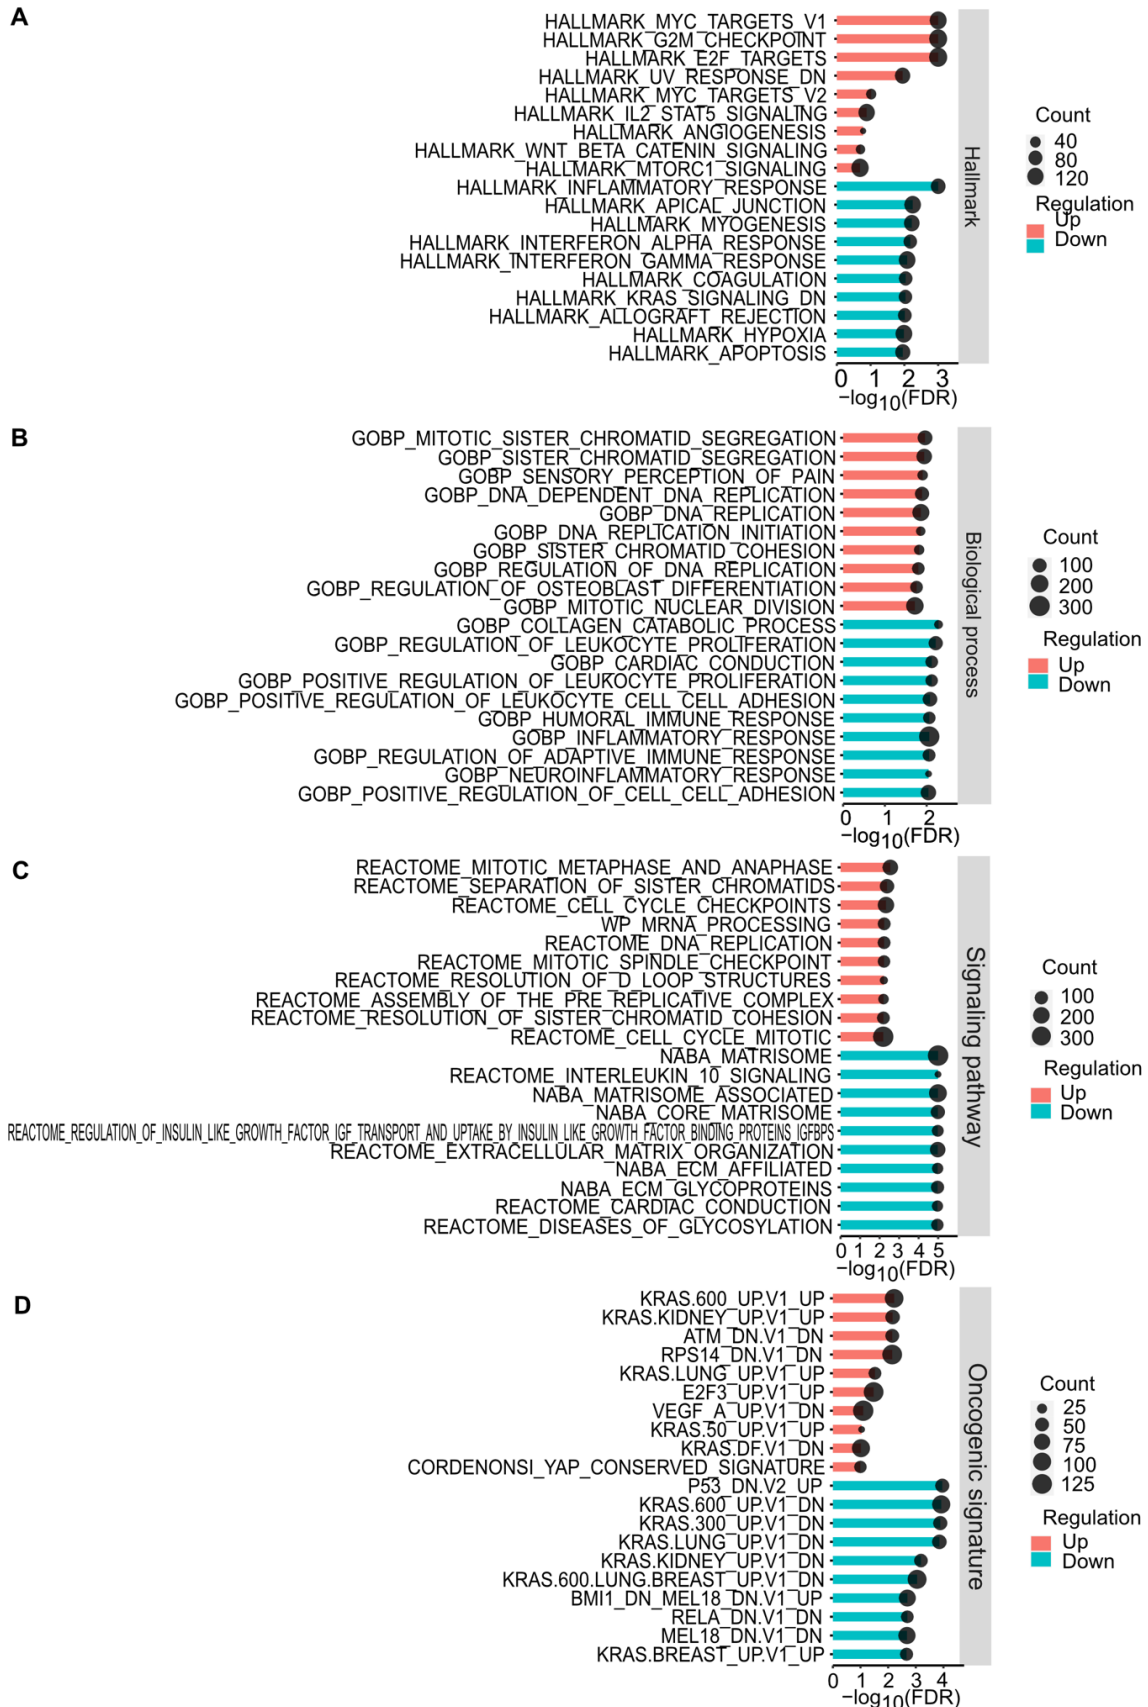 A
HALLMARK_MYC_TARGETS_V1
HALLMARK_G2M_CHECKPOINT
HALLMARK_E2F_TARGETS
HALLMARK_UV_RESPONSE_DN
HALLMARK_MYC_TARGETS_V2
HALLMARK_IL2_STAT5_SIGNALING
HALLMARK_ANGIOGENESIS
HALLMARK_WNT_BETA_CATENIN_SIGNALING
HALLMARK_MTORC1_SIGNALING
HALLMARK_INFLAMMATORY_RESPONSE
HALLMARK_APICAL_JUNCTION
HALLMARK_MYOGENESIS
HALLMARK_INTERFERON_ALPHA_RESPONSE
HALLMARK_INTERFERON_GAMMA_RESPONSE
HALLMARK_COAGULATION
HALLMARK_KRAS_SIGNALING_DN
HALLMARK_ALLOGRAFT_REJECTION
HALLMARK_HYPOXIA
HALLMARK_APOPTOSIS
0 1 2 3
−log10(FDR)
Hallmark
Count
40
80
120
Regulation
Up
Down
B
GOBP_MITOTIC_SISTER_CHROMATID_SEGREGATION
GOBP_SISTER_CHROMATID_SEGREGATION
GOBP_SENSORY_PERCEPTION_OF_PAIN
GOBP_DNA_DEPENDENT_DNA_REPLICATION
GOBP_DNA_REPLICATION
GOBP_DNA_REPLICATION_INITIATION
GOBP_SISTER_CHROMATID_COHESION
GOBP_REGULATION_OF_DNA_REPLICATION
GOBP_REGULATION_OF_OSTEOBLAST_DIFFERENTIATION
GOBP_MITOTIC_NUCLEAR_DIVISION
GOBP_COLLAGEN_CATABOLIC_PROCESS
GOBP_REGULATION_OF_LEUKOCYTE_PROLIFERATION
GOBP_CARDIAC_CONDUCTION
GOBP_POSITIVE_REGULATION_OF_LEUKOCYTE_PROLIFERATION
GOBP_POSITIVE_REGULATION_OF_LEUKOCYTE_CELL_CELL_ADHESION
GOBP_HUMORAL_IMMUNE_RESPONSE
GOBP_INFLAMMATORY_RESPONSE
GOBP_REGULATION_OF_ADAPTIVE_IMMUNE_RESPONSE
GOBP_NEUROINFLAMMATORY_RESPONSE
GOBP_POSITIVE_REGULATION_OF_CELL_CELL_ADHESION
0 1 2
−log10(FDR)
Biological process
Count
100
200
300
Regulation
Up
Down
C
REACTOME_MITOTIC_METAPHASE_AND_ANAPHASE
REACTOME_SEPARATION_OF_SISTER_CHROMATIDS
REACTOME_CELL_CYCLE_CHECKPOINTS
WP_MRNA_PROCESSING
REACTOME_DNA_REPLICATION
REACTOME_MITOTIC_SPINDLE_CHECKPOINT
REACTOME_RESOLUTION_OF_D_LOOP_STRUCTURES
REACTOME_ASSEMBLY_OF_THE_PRE_REPLICATIVE_COMPLEX
REACTOME_RESOLUTION_OF_SISTER_CHROMATID_COHESION
REACTOME_CELL_CYCLE_MITOTIC
NABA_MATRISOME
REACTOME_INTERLEUKIN_10_SIGNALING
NABA_MATRISOME_ASSOCIATED
NABA_CORE_MATRISOME
REACTOME_REGULATION_OF_INSULIN_LIKE_GROWTH_FACTOR_IGF_TRANSPORT_AND_UPTAKE_BY_INSULIN_LIKE_GROWTH_FACTOR_BINDING_PROTEINS_IGFBPS
REACTOME_EXTRACELLULAR_MATRIX_ORGANIZATION
NABA_ECM_AFFILIATED
NABA_ECM_GLYCOPROTEINS
REACTOME_CARDIAC_CONDUCTION
REACTOME_DISEASES_OF_GLYCOSYLATION
0 1 2 3 4 5
−log10(FDR)
Signaling pathway
Count
100
200
300
Regulation
Up
Down
D
KRAS.600_UP.V1_UP
KRAS.KIDNEY_UP.V1_UP
ATM_DN.V1_DN
RPS14_DN.V1_DN
KRAS.LUNG_UP.V1_UP
E2F3_UP.V1_UP
VEGF_A_UP.V1_DN
KRAS.50_UP.V1_UP
KRAS.DF.V1_DN
CORDENONSI_YAP_CONSERVED_SIGNATURE
P53_DN.V2_UP
KRAS.600_UP.V1_DN
KRAS.300_UP.V1_DN
KRAS.LUNG_UP.V1_DN
KRAS.KIDNEY_UP.V1_DN
KRAS.600.LUNG.BREAST_UP.V1_DN
BMI1_DN_MEL18_DN.V1_UP
RELA_DN.V1_DN
MEL18_DN.V1_DN
KRAS.BREAST_UP.V1_UP
0 1 2 3 4
−log10(FDR)
Oncogenic signature
Count
25
50
75
100
125
Regulation
Up
Down